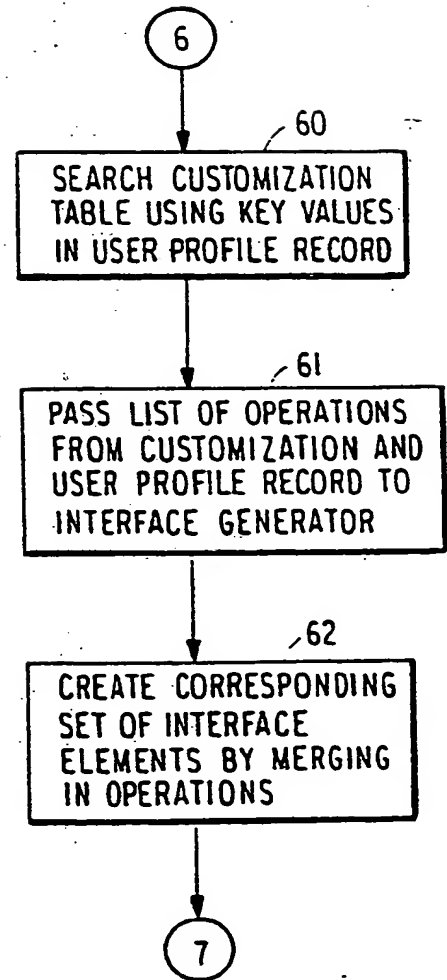 6
60
SEARCH CUSTOMIZATION
TABLE USING KEY VALUES
IN USER PROFILE RECORD
61
PASS LIST OF OPERATIONS
FROM CUSTOMIZATION AND
USER PROFILE RECORD TO
INTERFACE GENERATOR
62
CREATE CORRESPONDING
SET OF INTERFACE
ELEMENTS BY MERGING
IN OPERATIONS
7